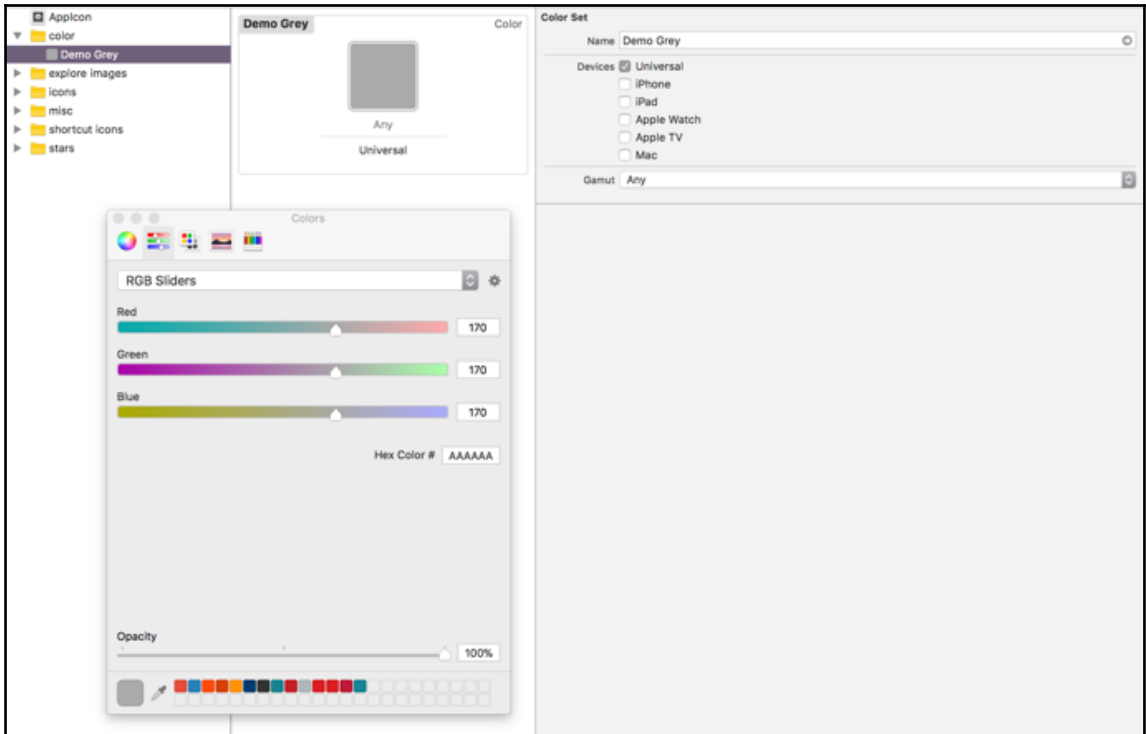 AppIcon
color
Demo Grey
explore images
icons
misc
shortcut icons
stars
Demo Grey Color
Any
Universal
Color Set
Name Demo Grey
Devices Universal
iPhone
iPad
Apple Watch
Apple TV
Mac
Gamut Any
Colors
RGB Sliders
Red
170
Green
170
Blue
170
Hex Color # AAAAAA
Opacity
100%